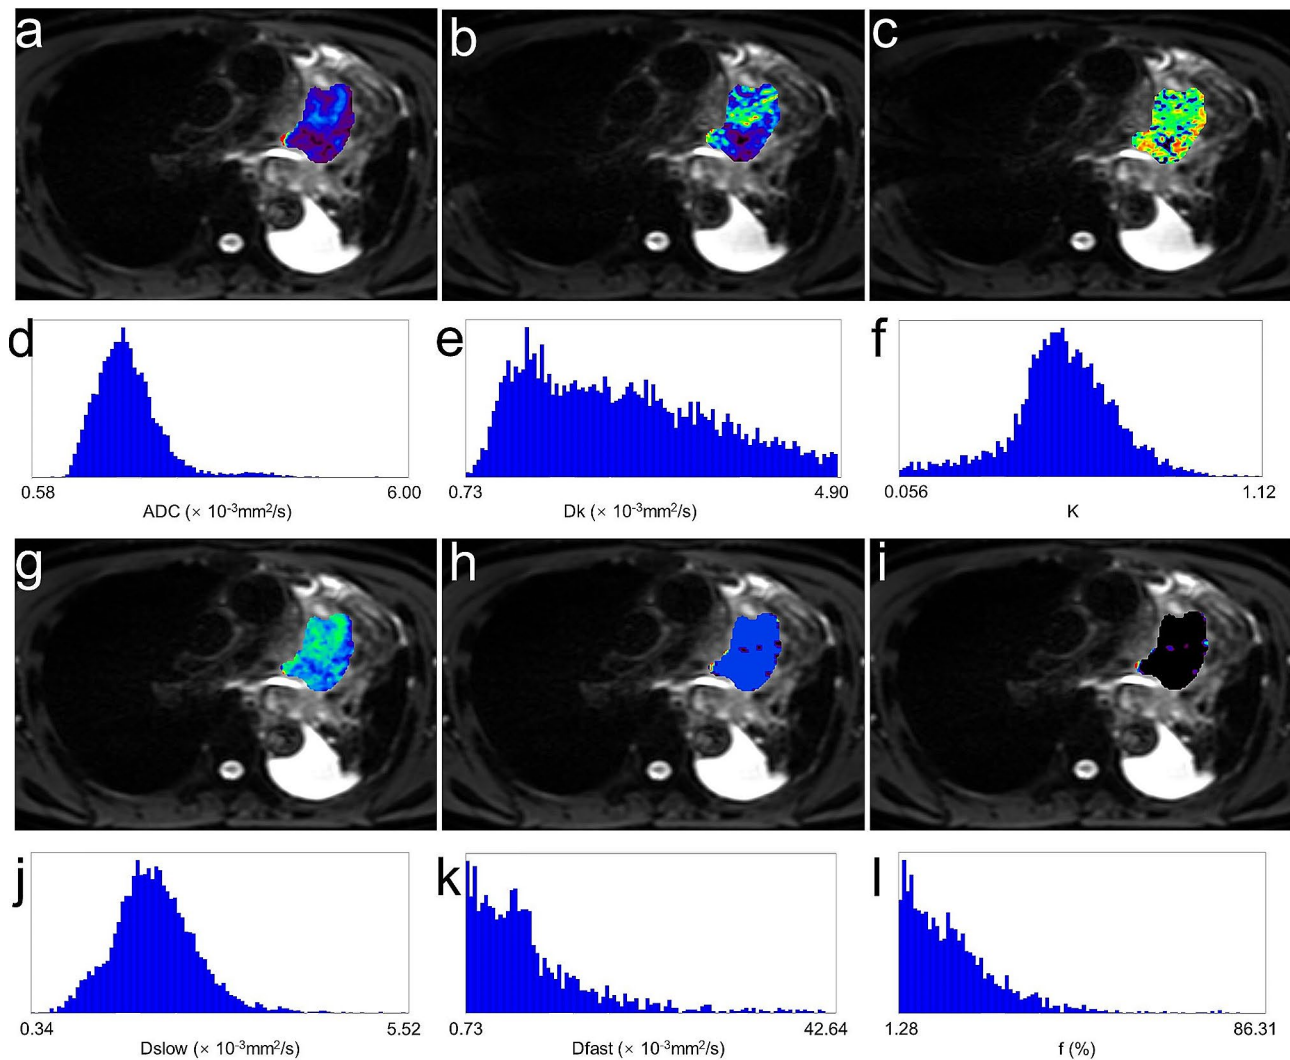 a b c
d e f
0.58 6.00 0.73 4.90 0.056 1.12
ADC (× 10⁻³mm²/s) Dk (× 10⁻³mm²/s) K
g h i
j k l
0.34 5.52 0.73 42.64 1.28 86.31
Dslow (× 10⁻³mm²/s) Dfast (× 10⁻³mm²/s) f (%)